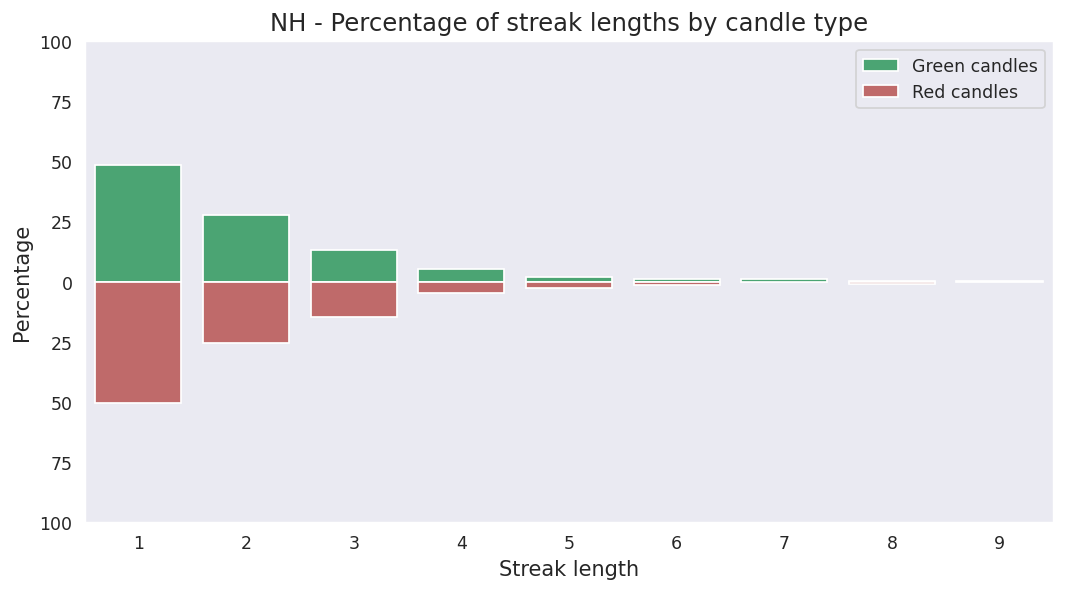 NH - Percentage of streak lengths by candle type
Green candles
Red candles
Percentage
100
75
50
25
0
25
50
75
100
1 2 3 4 5 6 7 8 9
Streak length